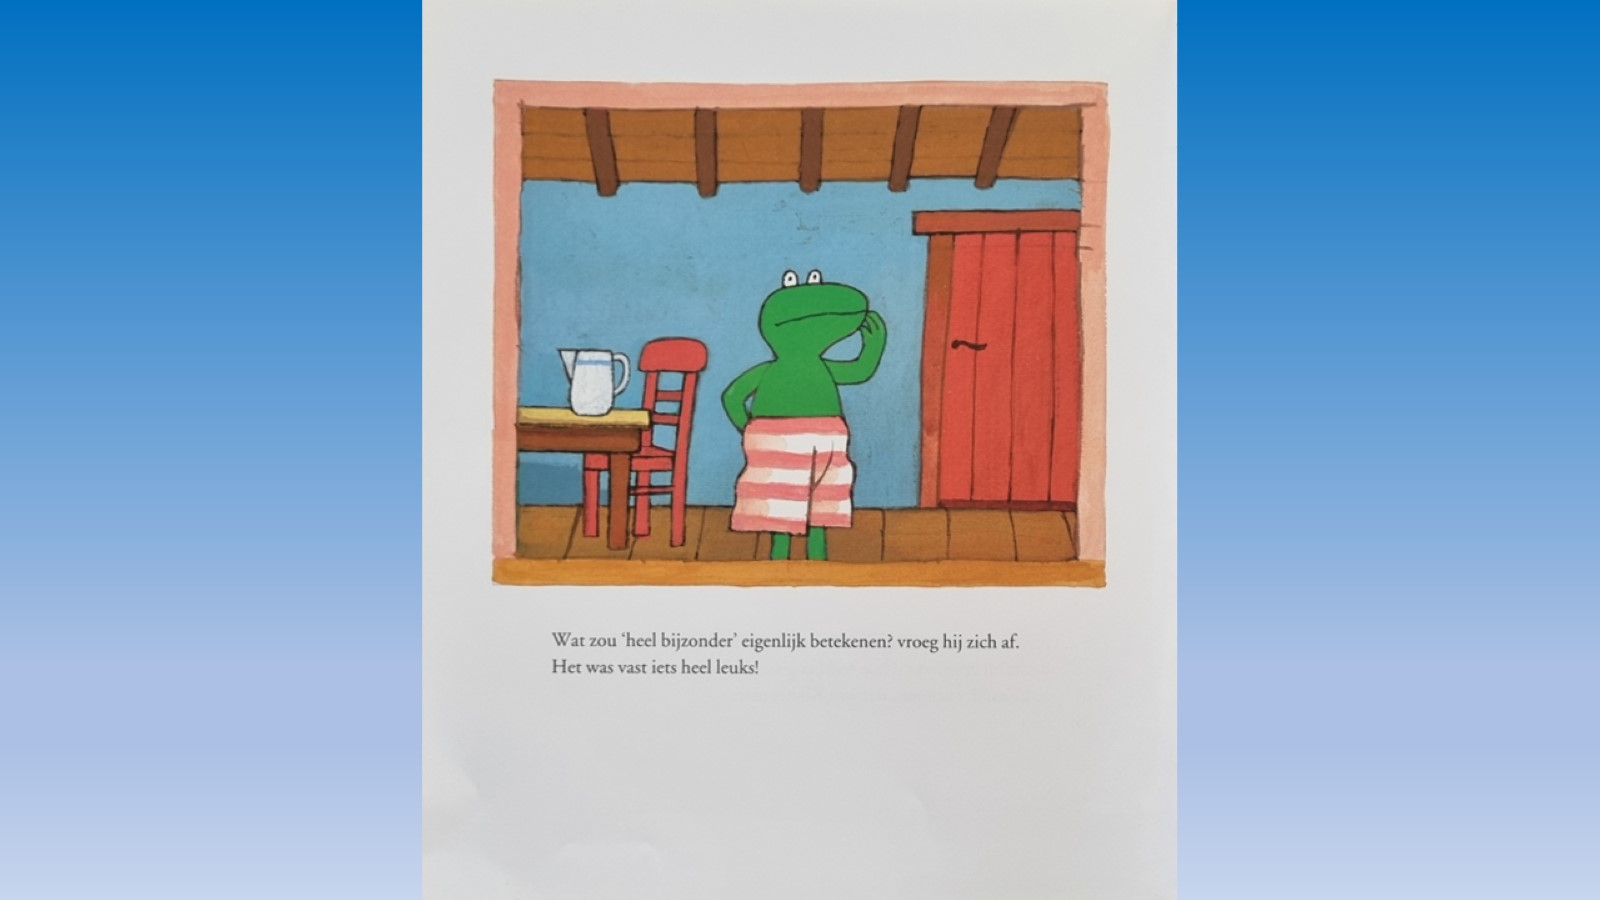 Wat zou ‘heel bijzonder’ eigenlijk betekenen? vroeg hij zich af.
Het was vast iets heel leuks!